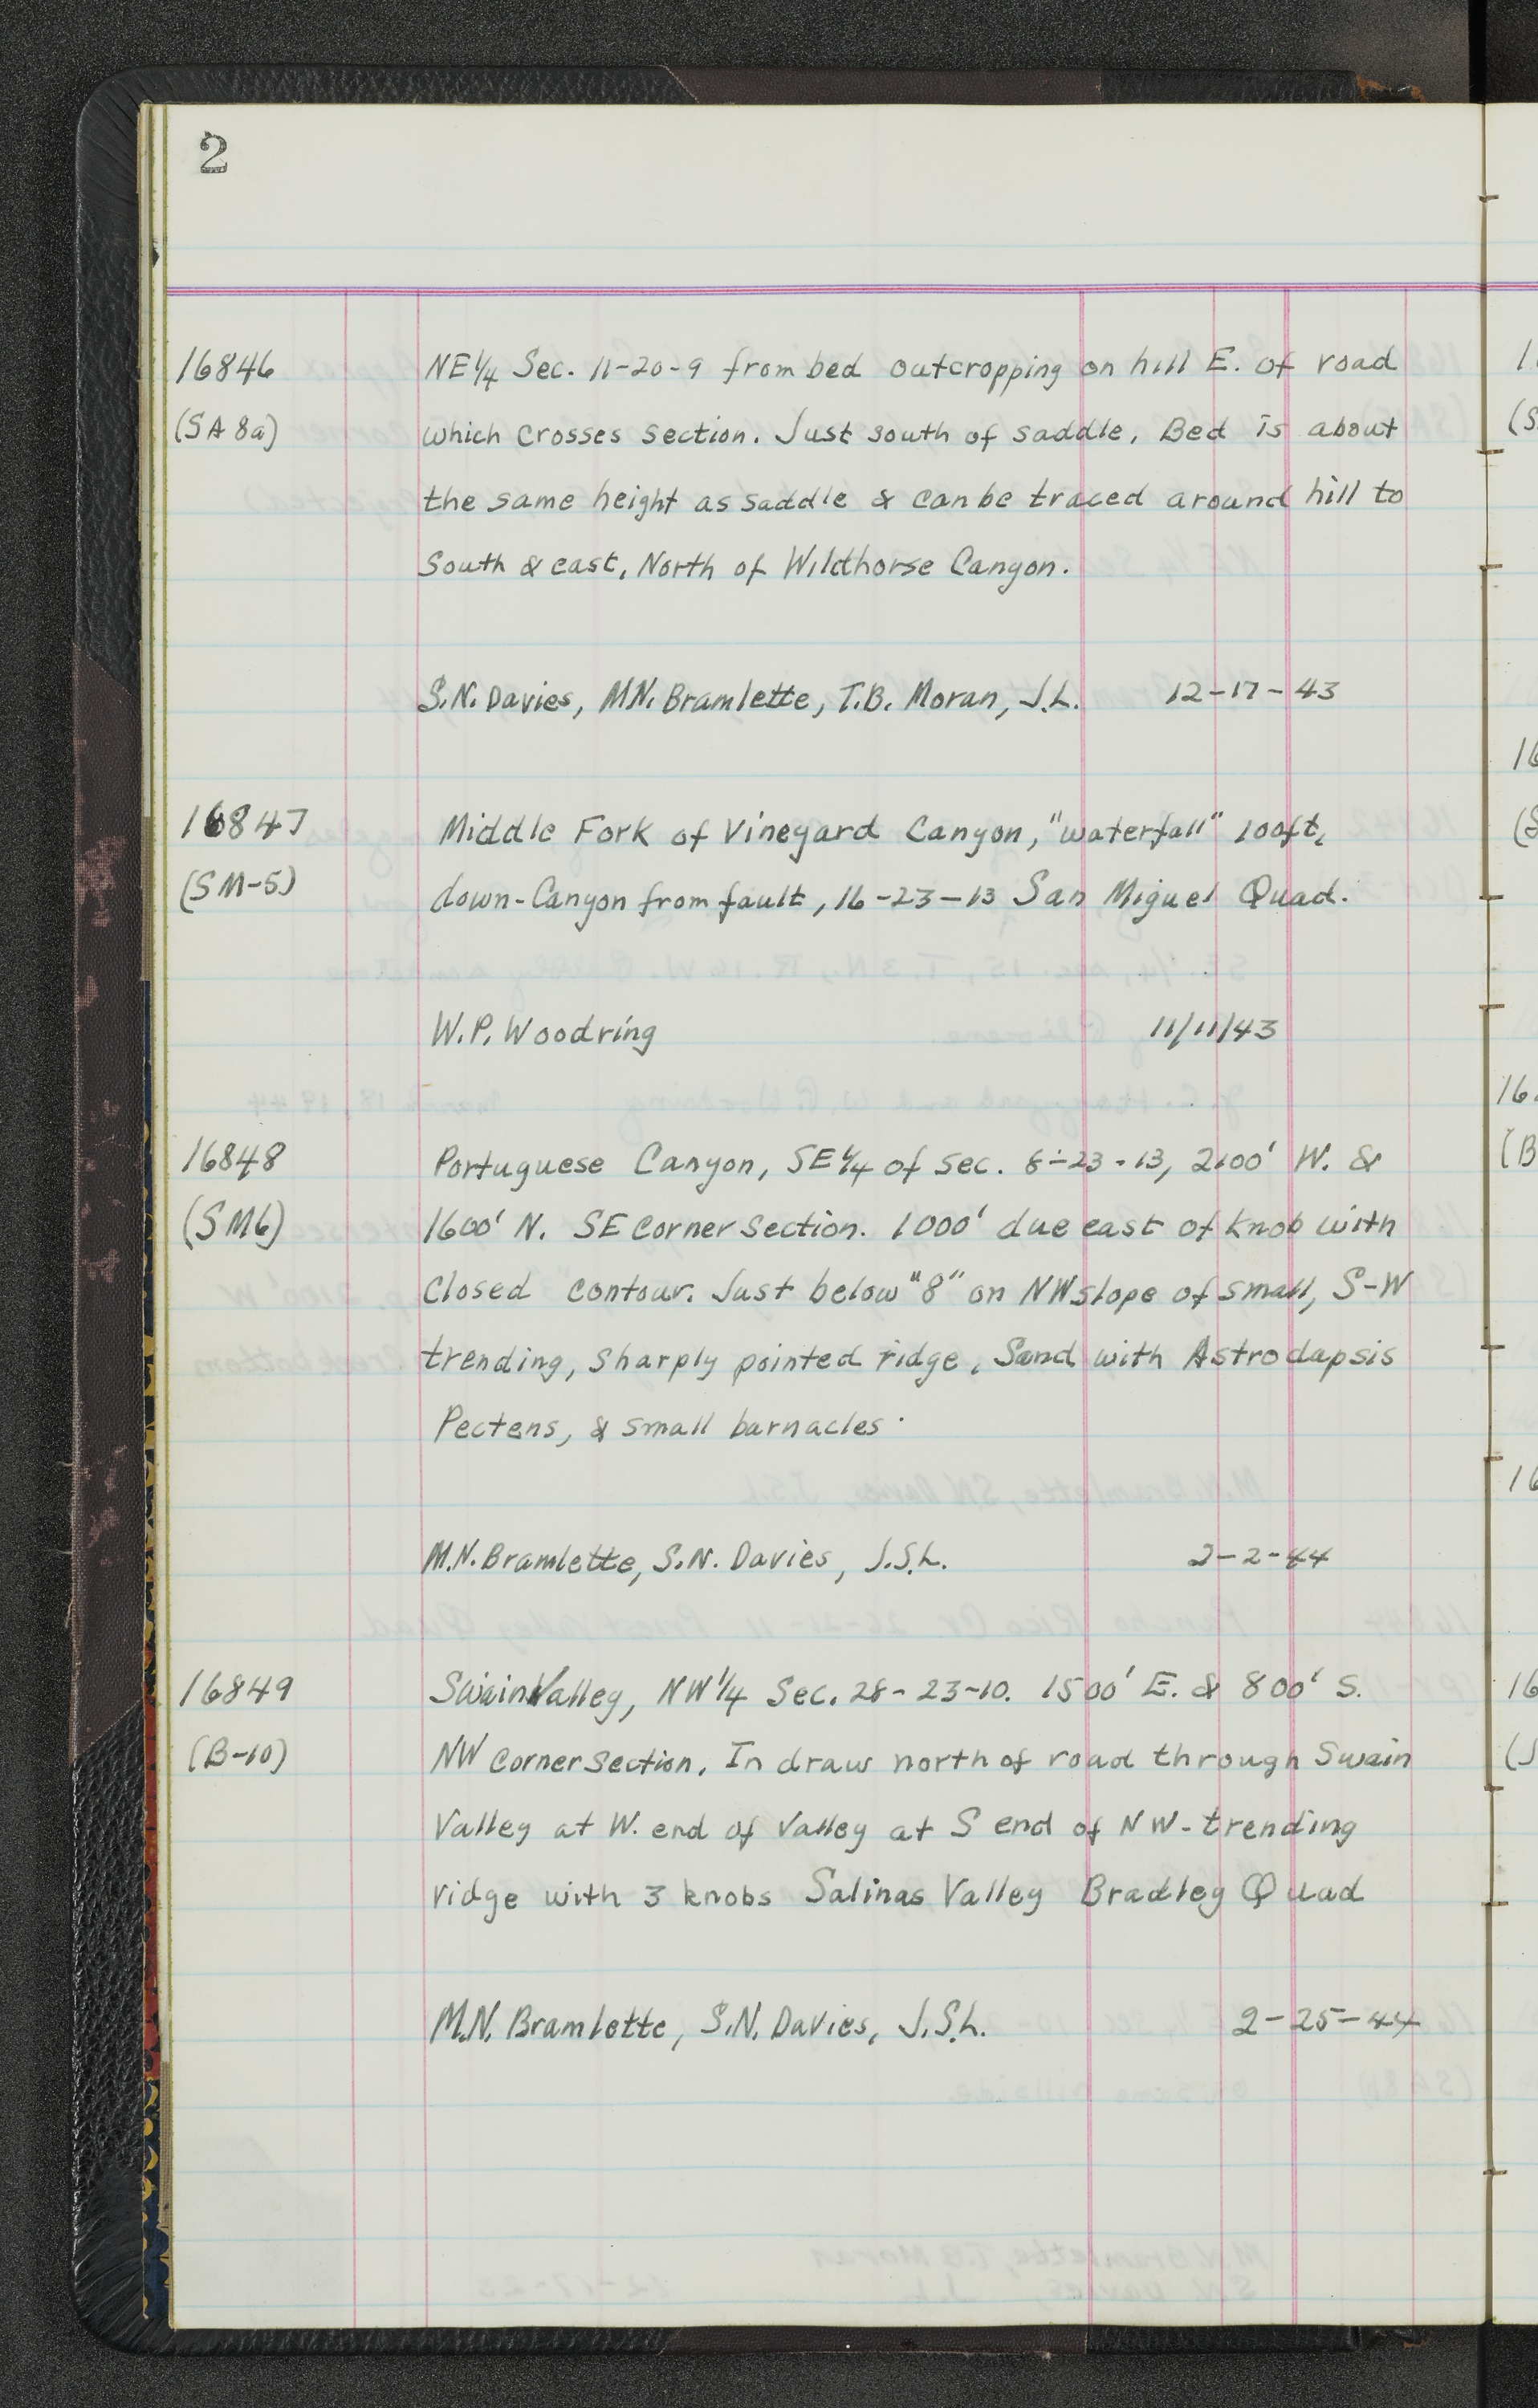 2
16846 NE 1/4 Sec. 11-20-9 from bed outcropping on hill E. of road
(SA 8a) which crosses section. Just south of saddle. Bed is about
the same height as saddle & can be traced around hill to
South & east, North of Wildhorse Canyon.
S.N. Davies, M.N. Bramlette, T.B. Moran, J.L. 12-17-43
16847 Middle Fork of Vineyard Canyon, "waterfall" 100ft.
(SM-5) down-Canyon from fault, 16-23-13 San Miguel Quad.
W.P. Woodring 11/11/43
16848 Portuguese Canyon, SE 1/4 of sec. 8-23-13, 2100' W. &
(SM6) 1600' N. SE Corner Section. 1000' due east of knob with
Closed contour. Just below "8" on NW slope of small, S-W
trending, sharply pointed ridge. Sand with Astrodapsis
Pectens, & small barnacles.
M.N. Bramlette, S.N. Davies, J.S.L. 2-2-44
16849 Swain Valley, NW 1/4 Sec. 28-23-10. 1500' E. & 800' S.
(B-10) NW Corner Section. In draw north of road through Swain
Valley at W. end of Valley at S end of NW-trending
ridge with 3 knobs Salinas Valley Bradley Quad
M.N. Bramlette, S.N. Davies, J.S.L. 2-25-44